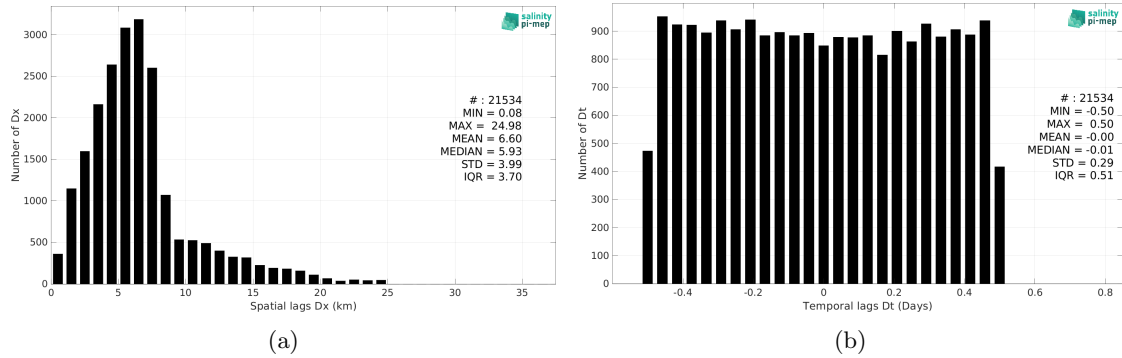 3000
2500
2000
1500
1000
500
0
Number of Dx
salinity
pi-mep
# : 21534
MIN = 0.08
MAX = 24.98
MEAN = 6.60
MEDIAN = 5.93
STD = 3.99
IQR = 3.70
0 5 10 15 20 25 30 35
Spatial lags Dx (km)
(a)
900
800
700
600
500
400
300
200
100
0
Number of Dt
salinity
pi-mep
# : 21534
MIN = -0.50
MAX = 0.50
MEAN = -0.00
MEDIAN = -0.01
STD = 0.29
IQR = 0.51
-0.4 -0.2 0 0.2 0.4 0.6 0.8
Temporal lags Dt (Days)
(b)